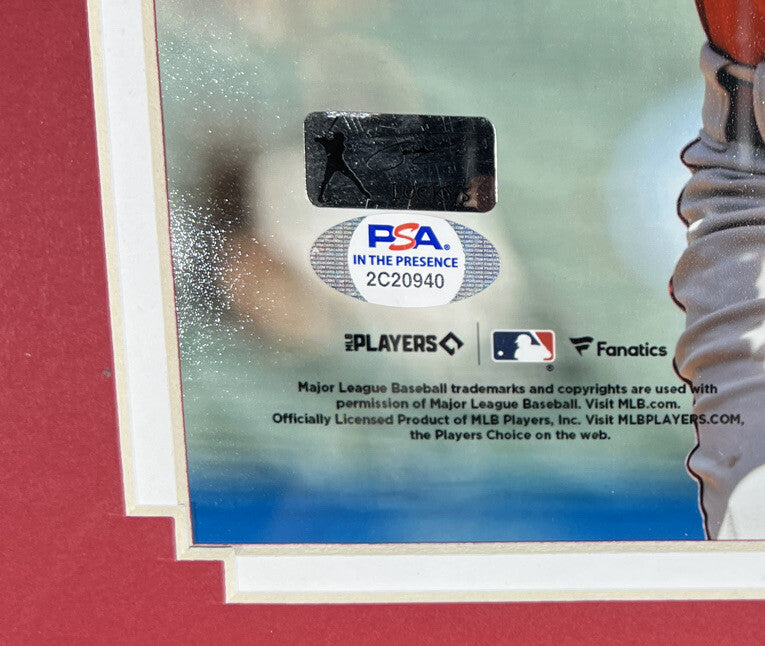 PSA®
IN THE PRESENCE
2C20940
MLB PLAYERS
Fanatics
Major League Baseball trademarks and copyrights are used with
permission of Major League Baseball. Visit MLB.com.
Officially Licensed Product of MLB Players, Inc. Visit MLBPLAYERS.COM,
the Players Choice on the web.